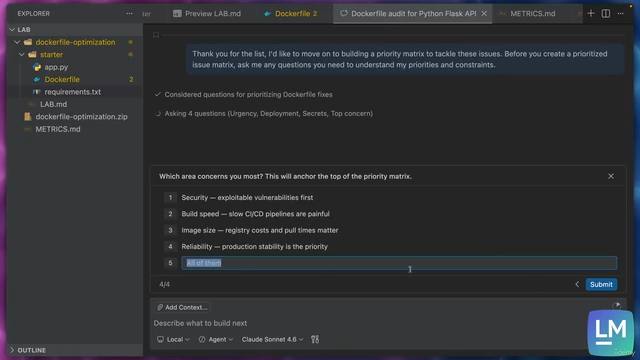 EXPLORER
Preview LAB.md
Dockerfile 2
Dockerfile audit for Python Flask API
METRICS.md
LAB
dockerfile-optimization
starter
app.py
Dockerfile
2
requirements.txt
LAB.md
dockerfile-optimization.zip
METRICS.md
OUTLINE
Thank you for the list, I'd like to move on to building a priority matrix to tackle these issues. Before you create a prioritized
issue matrix, ask me any questions you need to understand my priorities and constraints.
Considered questions for prioritizing Dockerfile fixes
Asking 4 questions (Urgency, Deployment, Secrets, Top concern)
Which area concerns you most? This will anchor the top of the priority matrix.
1 Security — exploitable vulnerabilities first
2 Build speed — slow CI/CD pipelines are painful
3 Image size — registry costs and pull times matter
4 Reliability — production stability is the priority
5 All of them
4/4
Submit
Add Context...
Describe what to build next
Local
Agent
Claude Sonnet 4.6
LM